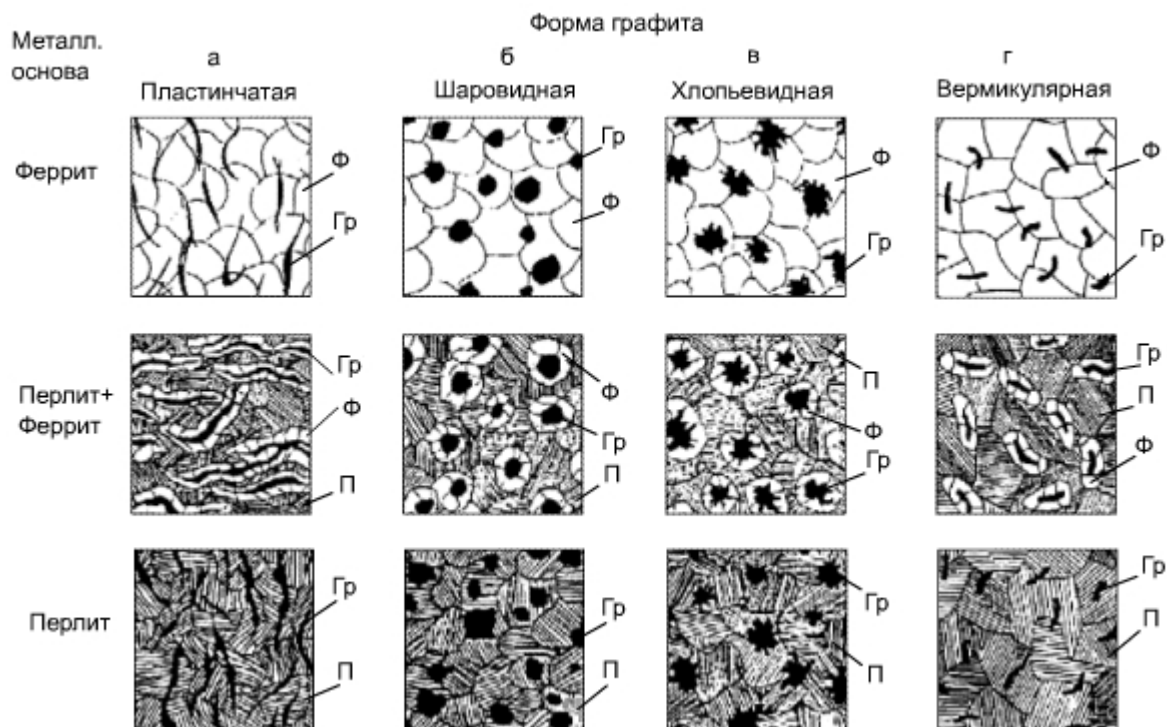 Форма графита
Металл.
основа
а
б
в
г
Пластинчатая
Шаровидная
Хлопьевидная
Вермикулярная
Феррит
Ф
Гр
Гр
Ф
Ф
Гр
Ф
Гр
Перлит+
Феррит
Гр
Ф
П
Ф
Гр
П
П
Ф
Гр
Гр
П
Ф
Перлит
Гр
П
Гр
П
Гр
П
Гр
П